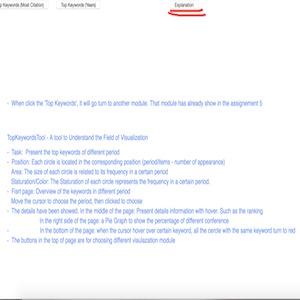 Keywords (Most Citation) Top Keywords (Years) Explanation
- When click the 'Top Keywords', It will go turn to another module. That module has already show in the assignement 5
TopKeywordsTool - A tool to Understand the Field of Visualization
- Task: Present the top keywords of different period
- Position: Each circle is located in the corresponding position (period/items - number of appearance)
Area: The size of each circle is related to its frequency in a certain period
Staturation/Color: The Staturation of each circle represents the frequency in a certain period.
- Fisrt page: Overview of the keywords in different period
Move the cursor to choose the period, then clicked to choose
- The details have been showed. In the middle of the page: Present details information with hover. Such as the ranking
In the right side of the page: a Pie Graph to show the percentage of different conference
- In the bottom of the page: when the cursor hover over certain keyword, all the cercle with the same keyword turn to red
- The buttons in the top of page are for choosing different visulaization module